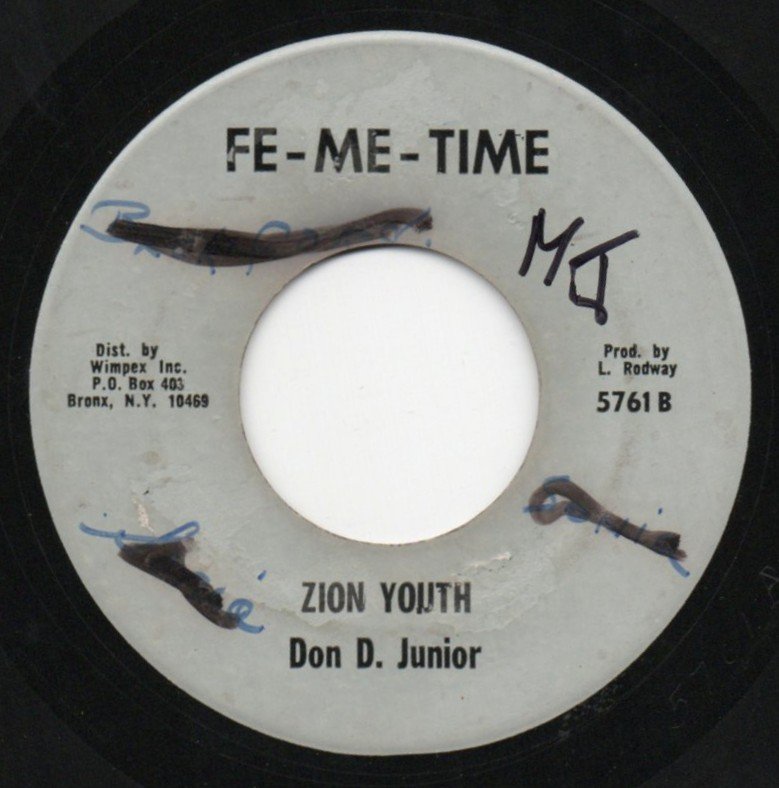 FE-ME-TIME
MJ
Dist. by
Wimpex Inc.
P.O. Box 403
Bronx, N.Y. 10469
Prod. by
L. Rodway
5761 B
ZION YOUTH
Don D. Junior